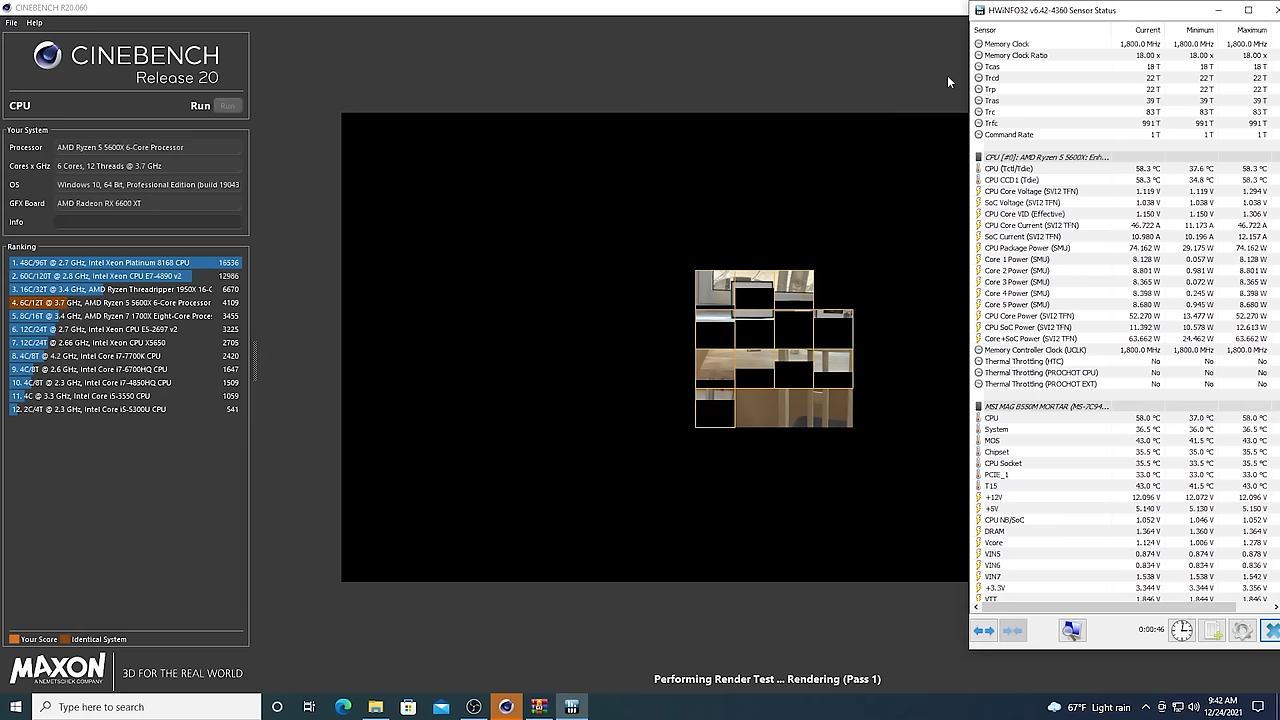 CINEBENCH R20.060
File Help
CINEBENCH
Release 20
CPU Run Run
Your System
Processor AMD Ryzen 5 5600X 6-Core Processor
Cores x GHz 6 Cores, 12 Threads @ 3.7 GHz
OS Windows 10, 64 Bit, Professional Edition (build 19043
GFX Board AMD Radeon RX 6600 XT
Info
Ranking
1. 48C/96T @ 2.7 GHz, Intel Xeon Platinum 8168 CPU 16536
2. 60C/120T @ 2.8 GHz, Intel Xeon CPU E7-4890 v2 12986
3. 16C/32T @ 3.4 GHz, AMD Ryzen Threadripper 1950X 16-C 6670
4. 6C/12T @ 3.7 GHz, AMD Ryzen 5 5600X 6-Core Processor 4109
5. 8C/16T @ 3.4 GHz, AMD Ryzen 7 1700X Eight-Core Proce: 3455
6. 12C/24T @ 2.7 GHz, Intel Xeon CPU E5-2697 v2 3225
7. 12C/24T @ 2.66 GHz, Intel Xeon CPU X5650 2705
8. 4C/8T @ 4.2 GHz, Intel Core i7-7700K CPU 2420
9. 4C/8T @ 2.6 GHz, Intel Core i7-6700HQ CPU 1647
10. 4C/8T @ 2.3 GHz, Intel Core i7-4850HQ CPU 1509
@ 3.3 GHz, Intel Core i5-3550 CPU 1059
12. 2C/4T @ 2.3 GHz, Intel Core i5-5300U CPU 541
Your Score Identical System
MAXON
A NEMETSCHEK COMPANY
3D FOR THE REAL WORLD
Performing Render Test ... Rendering (Pass 1)
HWiNFO32 v6.42-4360 Sensor Status
Sensor Current Minimum Maximum
Memory Clock 1,800.0 MHz 1,800.0 MHz 1,800.0 MHz
Memory Clock Ratio 18.00 x 18.00 x 18.00 x
Tcas 18 T 18 T 18 T
Trcd 22 T 22 T 22 T
Trp 22 T 22 T 22 T
Tras 39 T 39 T 39 T
Trc 83 T 83 T 83 T
Trfc 991 T 991 T 991 T
Command Rate 1 T 1 T 1 T
CPU [#0]: AMD Ryzen 5 5600X: Enh...
CPU (Tctl/Tdie) 58.3 °C 37.6 °C 58.3 °C
CPU CCD1 (Tdie) 58.3 °C 34.8 °C 58.3 °C
CPU Core Voltage (SVI2 TFN) 1.119 V 1.119 V 1.294 V
SoC Voltage (SVI2 TFN) 1.038 V 1.038 V 1.038 V
CPU Core VID (Effective) 1.150 V 1.150 V 1.306 V
CPU Core Current (SVI2 TFN) 46.722 A 11.173 A 46.722 A
SoC Current (SVI2 TFN) 10.980 A 10.196 A 12.157 A
CPU Package Power (SMU) 74.162 W 29.175 W 74.162 W
Core 1 Power (SMU) 8.128 W 0.057 W 8.128 W
Core 2 Power (SMU) 8.801 W 0.981 W 8.801 W
Core 3 Power (SMU) 8.365 W 0.072 W 8.365 W
Core 4 Power (SMU) 8.398 W 0.245 W 8.398 W
Core 5 Power (SMU) 8.680 W 0.945 W 8.680 W
CPU Core Power (SVI2 TFN) 52.270 W 13.477 W 52.270 W
CPU SoC Power (SVI2 TFN) 11.392 W 10.578 W 12.613 W
Core+SoC Power (SVI2 TFN) 63.662 W 24.462 W 63.662 W
Memory Controller Clock (UCLK) 1,800.0 MHz 1,800.0 MHz 1,800.0 MHz
Thermal Throttling (HTC) No No No
Thermal Throttling (PROCHOT CPU) No No No
Thermal Throttling (PROCHOT EXT) No No No
MSI MAG B550M MORTAR (MS-7C94...
CPU 58.0 °C 37.0 °C 58.0 °C
System 36.5 °C 36.0 °C 36.5 °C
MOS 43.0 °C 41.5 °C 43.0 °C
Chipset 35.5 °C 35.0 °C 35.5 °C
CPU Socket 35.5 °C 33.5 °C 35.5 °C
PCIE_1 33.0 °C 33.0 °C 33.0 °C
T15 43.0 °C 41.5 °C 43.0 °C
+12V 12.096 V 12.072 V 12.096 V
+5V 5.140 V 5.130 V 5.150 V
CPU NB/SoC 1.052 V 1.046 V 1.052 V
DRAM 1.364 V 1.360 V 1.364 V
Vcore 1.124 V 1.006 V 1.278 V
VIN5 0.874 V 0.874 V 0.878 V
VIN6 0.834 V 0.834 V 0.836 V
VIN7 1.538 V 1.538 V 1.542 V
+3.3V 3.344 V 3.344 V 3.356 V
VTT 1.846 V 1.844 V 1.846 V
0:00:46
Type here to search
67°F Light rain
9:42 AM
12/24/2021